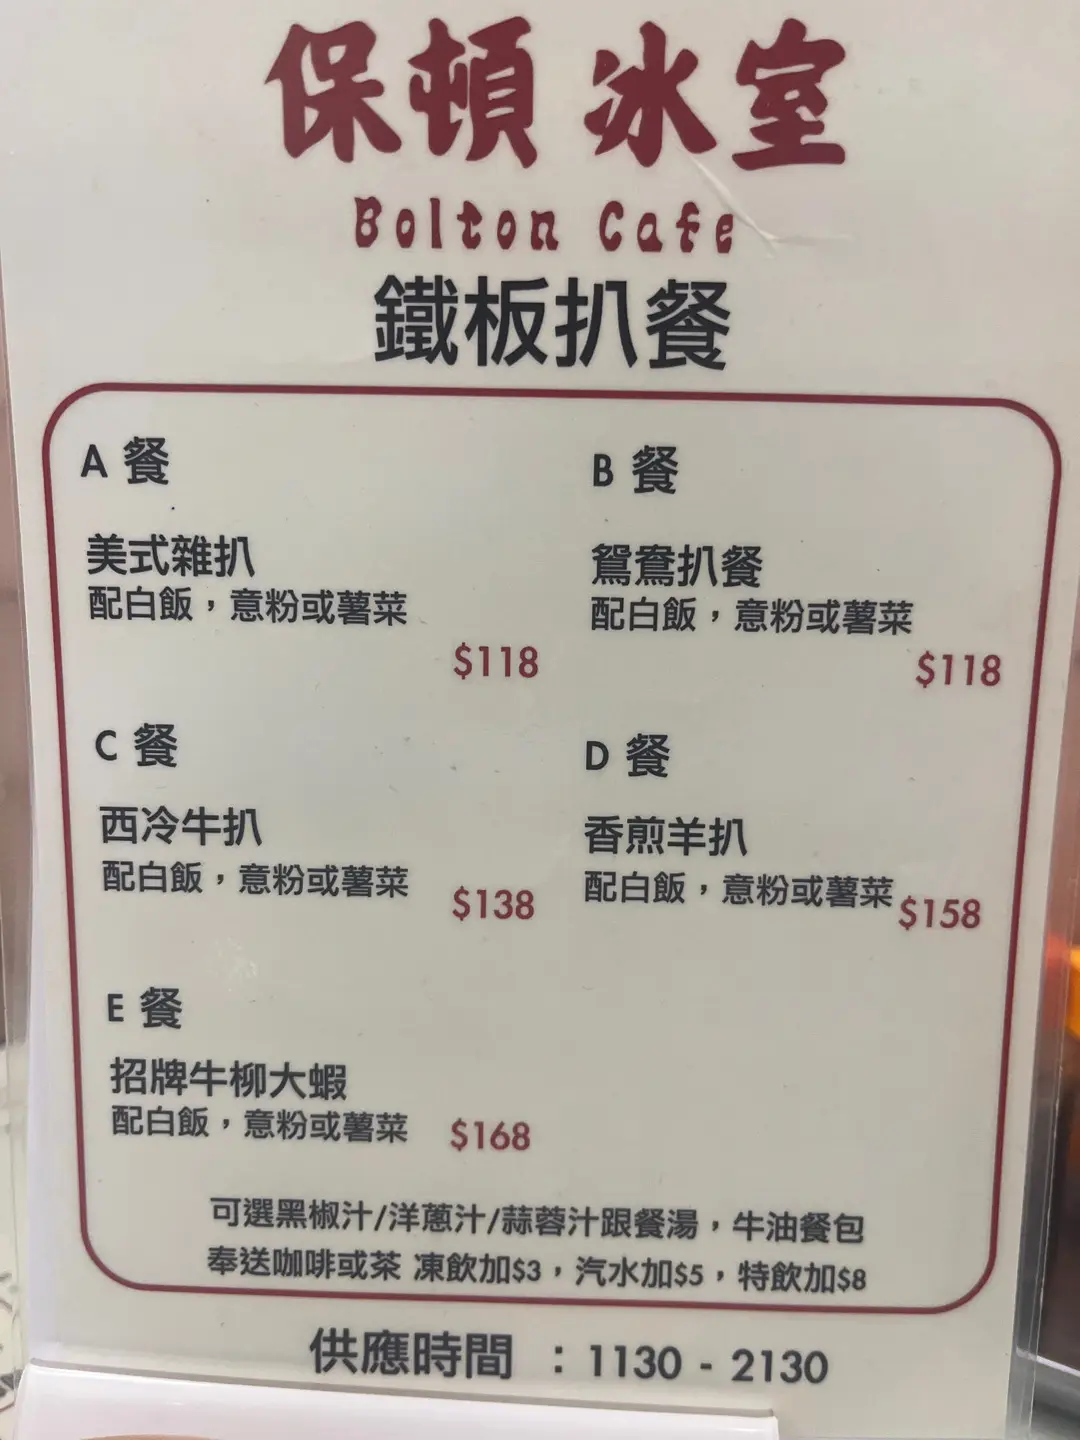 保頓冰室
Bolton Cafe
鐵板扒餐
A 餐
美式雜扒
配白飯，意粉或薯菜
$118
B 餐
鴛鴦扒餐
配白飯，意粉或薯菜
$118
C 餐
西冷牛扒
配白飯，意粉或薯菜
$138
D 餐
香煎羊扒
配白飯，意粉或薯菜
$158
E 餐
招牌牛柳大蝦
配白飯，意粉或薯菜
$168
可選黑椒汁/洋蔥汁/蒜蓉汁跟餐湯，牛油餐包
奉送咖啡或茶 凍飲加$3，汽水加$5，特飲加$8
供應時間 ：1130 - 2130